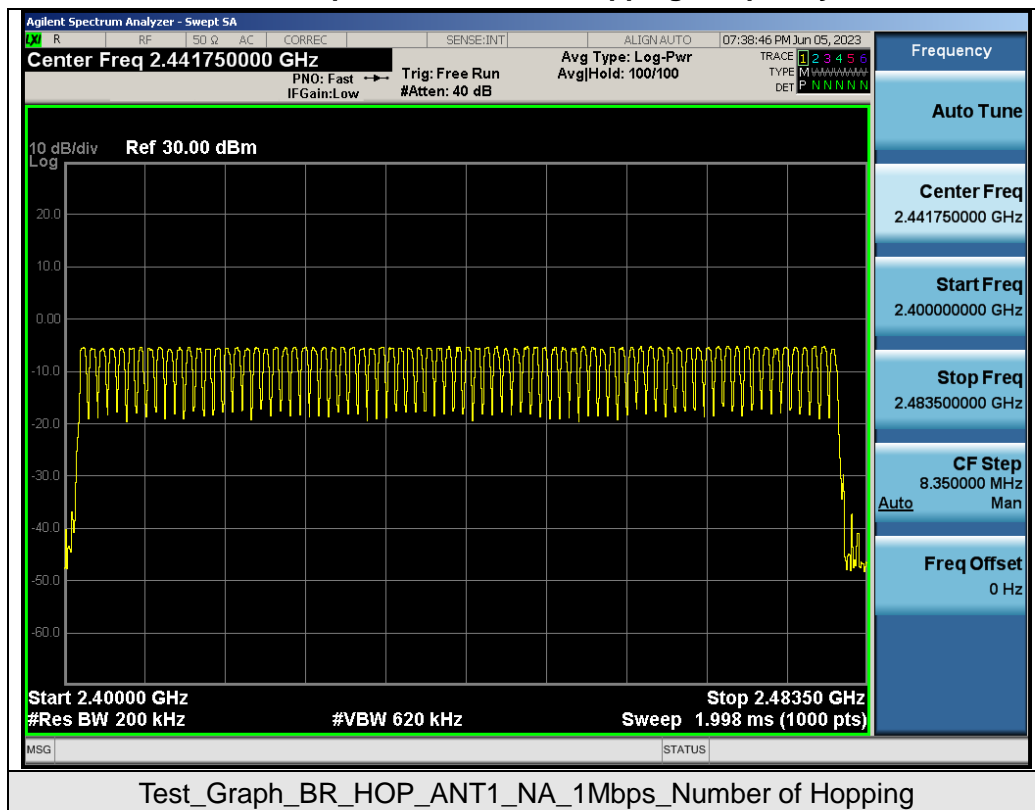 Agilent Spectrum Analyzer - Swept SA
LXI R RF 50 Ω AC CORREC SENSE:INT ALIGN AUTO 07:38:46 PM Jun 05, 2023
Center Freq 2.441750000 GHz
PNO: Fast
IFGain:Low
Trig: Free Run
#Atten: 40 dB
Avg Type: Log-Pwr
Avg|Hold: 100/100
TRACE 1 2 3 4 5 6
TYPE M
DET P N N N N N
10 dB/div Ref 30.00 dBm
Log
20.0
10.0
0.00
-10.0
-20.0
-30.0
-40.0
-50.0
-60.0
Start 2.40000 GHz Stop 2.48350 GHz
#Res BW 200 kHz #VBW 620 kHz Sweep 1.998 ms (1000 pts)
MSG STATUS
Frequency
Auto Tune
Center Freq
2.441750000 GHz
Start Freq
2.400000000 GHz
Stop Freq
2.483500000 GHz
CF Step
8.350000 MHz
Auto Man
Freq Offset
0 Hz
Test_Graph_BR_HOP_ANT1_NA_1Mbps_Number of Hopping